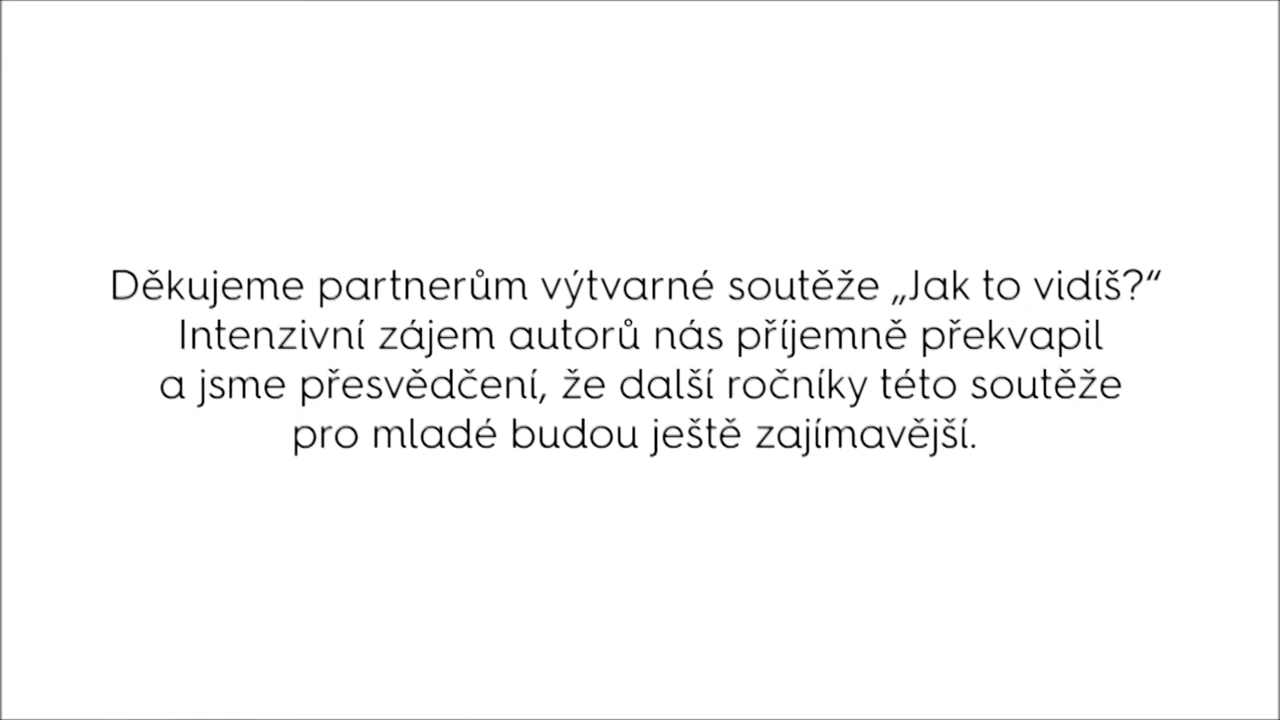 Děkujeme partnerům výtvarné soutěže „Jak to vidíš?“
Intenzivní zájem autorů nás příjemně překvapil
a jsme přesvědčení, že další ročníky této soutěže
pro mladé budou ještě zajímavější.